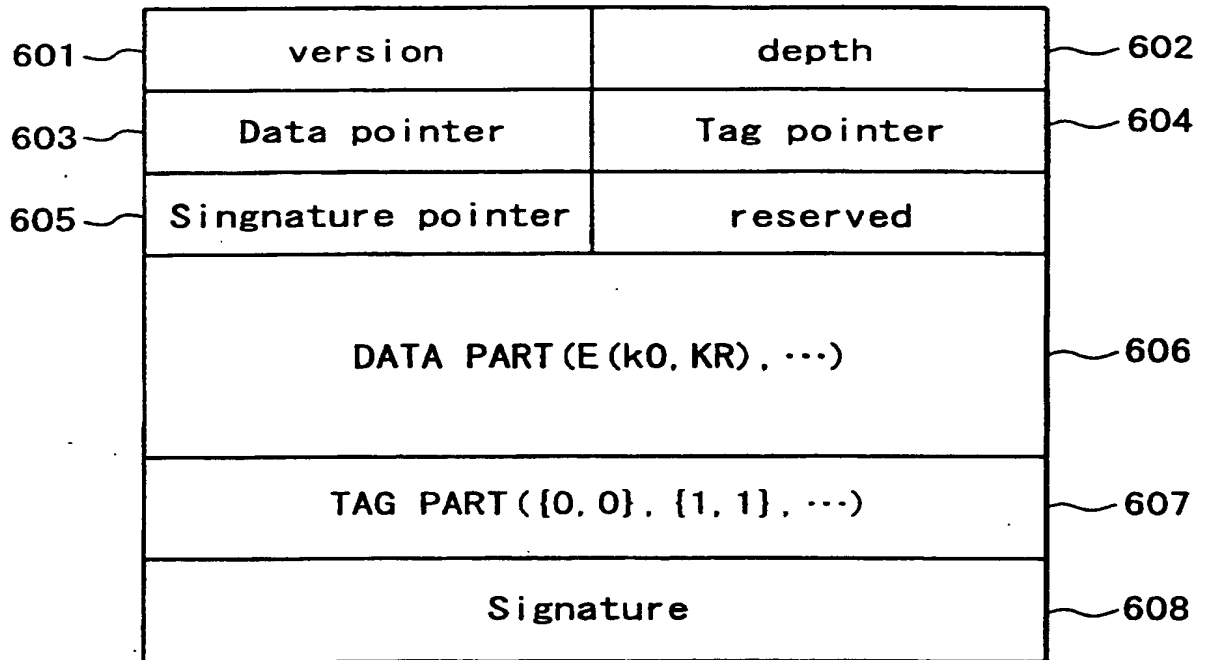 601 version depth 602
603 Data pointer Tag pointer 604
605 Singnature pointer reserved
DATA PART(E(k0, KR), ···) 606
TAG PART({0, 0}, {1, 1}, ···) 607
Signature 608